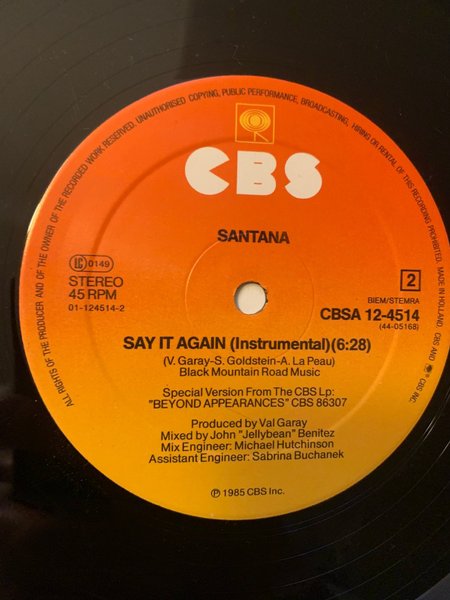 ALL RIGHTS OF THE PRODUCER AND OF THE OWNER OF THE RECORDED WORK RESERVED. UNAUTHORISED COPYING, PUBLIC PERFORMANCE, BROADCASTING, HIRING OR RENTAL OF THIS RECORDING PROHIBITED. MADE IN HOLLAND. CBS AND ® CBS INC.
CBS
SANTANA
LC 0149
STEREO
45 RPM
01-124514-2
2
BIEM/STEMRA
CBSA 12-4514
(44-05168)
SAY IT AGAIN (Instrumental)(6:28)
(V. Garay-S. Goldstein-A. La Peau)
Black Mountain Road Music
Special Version From The CBS Lp:
"BEYOND APPEARANCES" CBS 86307
Produced by Val Garay
Mixed by John "Jellybean" Benitez
Mix Engineer: Michael Hutchinson
Assistant Engineer: Sabrina Buchanek
℗ 1985 CBS Inc.